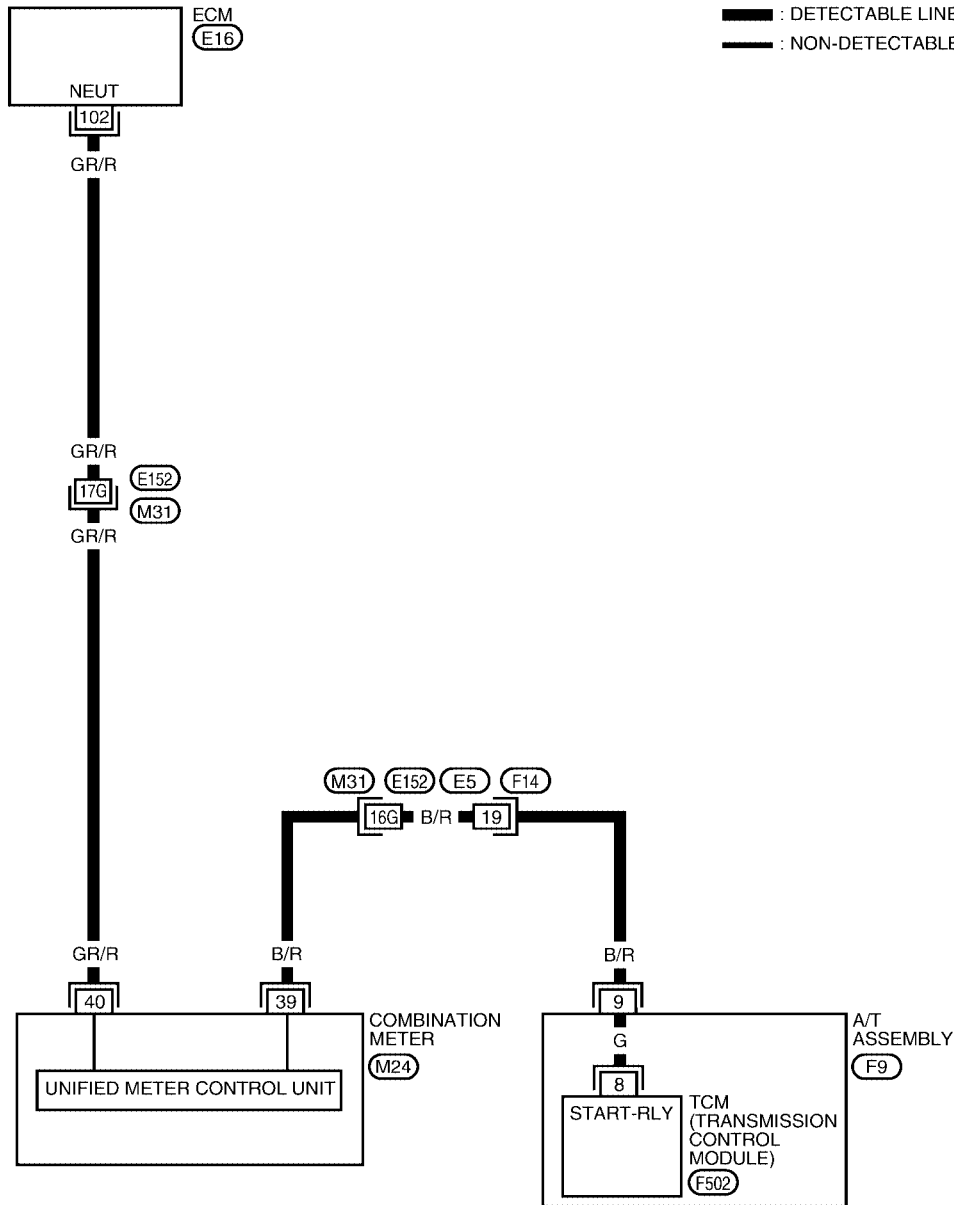 ECM
E16
: DETECTABLE LINE
: NON-DETECTABLE
NEUT
102
GR/R
GR/R
17G
E152
M31
GR/R
M31 E152 E5 F14
16G B/R 19
GR/R B/R B/R
40 39 9
COMBINATION
METER
M24
UNIFIED METER CONTROL UNIT
A/T
ASSEMBLY
F9
G
8
START-RLY
TCM
(TRANSMISSION
CONTROL
MODULE)
F502